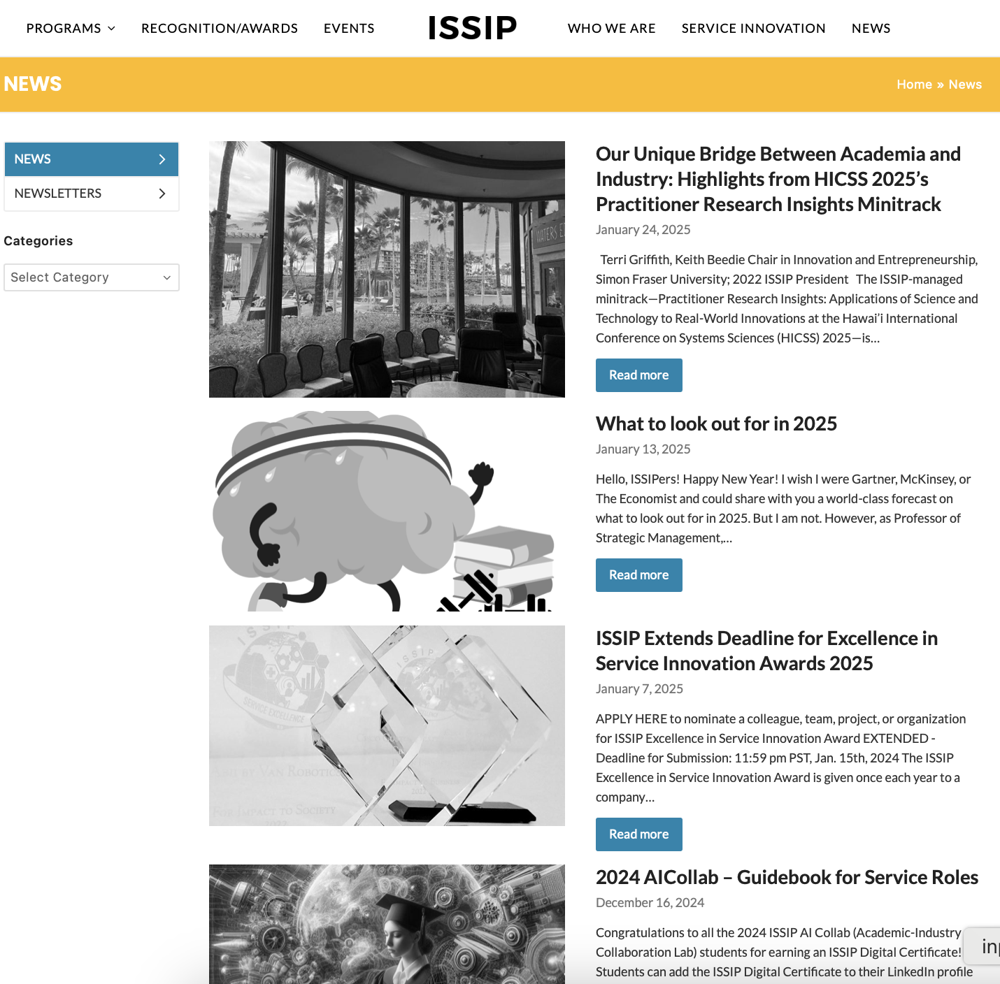 PROGRAMS
RECOGNITION/AWARDS
EVENTS
ISSIP
WHO WE ARE
SERVICE INNOVATION
NEWS
NEWS
Home » News
NEWS
NEWSLETTERS
Categories
Select Category
WATERS E
Our Unique Bridge Between Academia and
Industry: Highlights from HICSS 2025’s
Practitioner Research Insights Minitrack
January 24, 2025
Terri Griffith, Keith Beedie Chair in Innovation and Entrepreneurship,
Simon Fraser University; 2022 ISSIP President The ISSIP-managed
minitrack—Practitioner Research Insights: Applications of Science and
Technology to Real-World Innovations at the Hawai’i International
Conference on Systems Sciences (HICSS) 2025—is…
Read more
What to look out for in 2025
January 13, 2025
Hello, ISSIPers! Happy New Year! I wish I were Gartner, McKinsey, or
The Economist and could share with you a world-class forecast on
what to look out for in 2025. But I am not. However, as Professor of
Strategic Management,…
Read more
ISSIP
SERVICE EXCELLENCE
ISSIP
Ash by Van Robotics
For Impact to Society
2022
ISSIP Extends Deadline for Excellence in
Service Innovation Awards 2025
January 7, 2025
APPLY HERE to nominate a colleague, team, project, or organization
for ISSIP Excellence in Service Innovation Award EXTENDED -
Deadline for Submission: 11:59 pm PST, Jan. 15th, 2024 The ISSIP
Excellence in Service Innovation Award is given once each year to a
company…
Read more
2024 AICollab – Guidebook for Service Roles
December 16, 2024
Congratulations to all the 2024 ISSIP AI Collab (Academic-Industry
Collaboration Lab) students for earning an ISSIP Digital Certificate!
Students can add the ISSIP Digital Certificate to their LinkedIn profile
inp